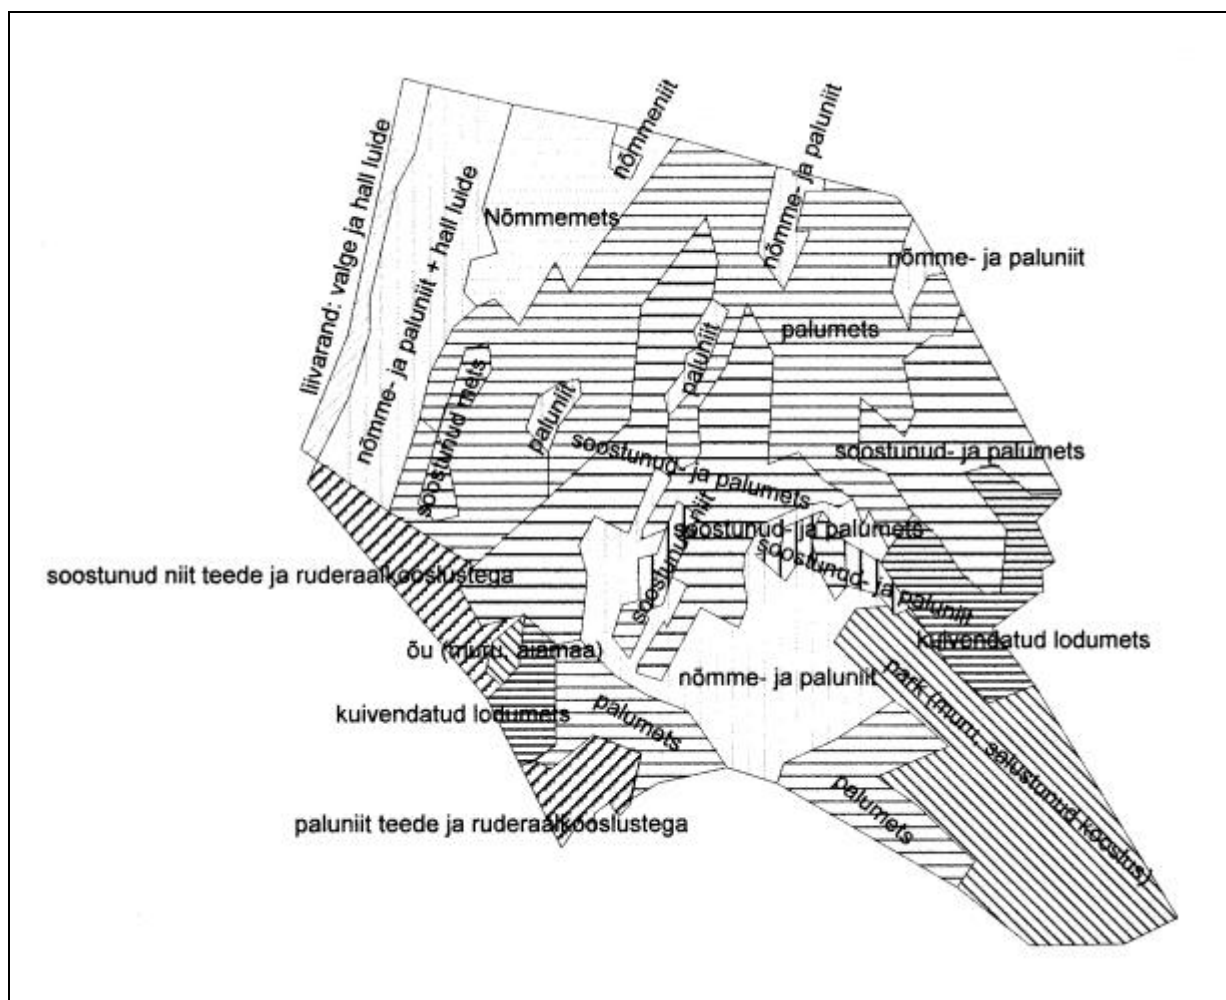 nõmmeniit
nõmme- ja paluniit
liivarand: valge ja hall luide
nõmme- ja paluniit + hall luide
Nõmmemets
nõmme- ja paluniit
palumets
paluniit
soostunud mets
paluniit
soostunud- ja palumets
soostunud- ja palumets
soostunud- ja palumets
soostunud niit
soostunud- ja paluniit
soostunud niit teede ja ruderaalkooslustega
kuivendatud lodumets
õu (muru, aiamaa)
nõmme- ja paluniit
park (muru, salustunud kooslus)
kuivendatud lodumets
palumets
palumets
paluniit teede ja ruderaalkooslustega